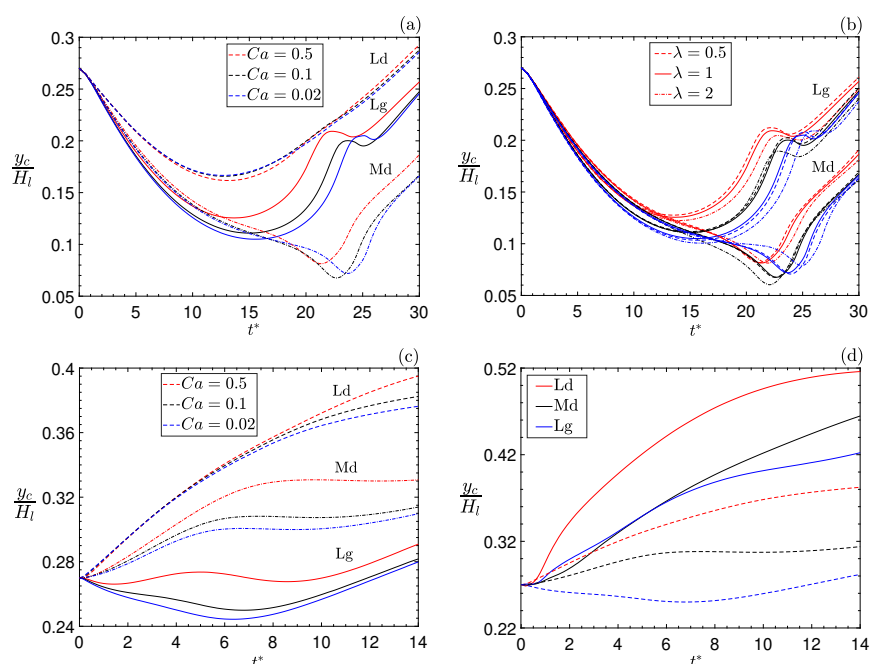 (a)
0.3
0.25
0.2
0.15
0.1
0.05
y_c
H_l
Ca = 0.5
Ca = 0.1
Ca = 0.02
Ld
Lg
Md
0 5 10 15 20 25 30
t*
(b)
0.3
0.25
0.2
0.15
0.1
0.05
y_c
H_l
λ = 0.5
λ = 1
λ = 2
Lg
Md
0 5 10 15 20 25 30
t*
(c)
0.4
0.36
0.32
0.28
0.24
y_c
H_l
Ca = 0.5
Ca = 0.1
Ca = 0.02
Ld
Md
Lg
0 2 4 6 8 10 12 14
t*
(d)
0.52
0.42
0.32
0.22
y_c
H_l
Ld
Md
Lg
0 2 4 6 8 10 12 14
t*